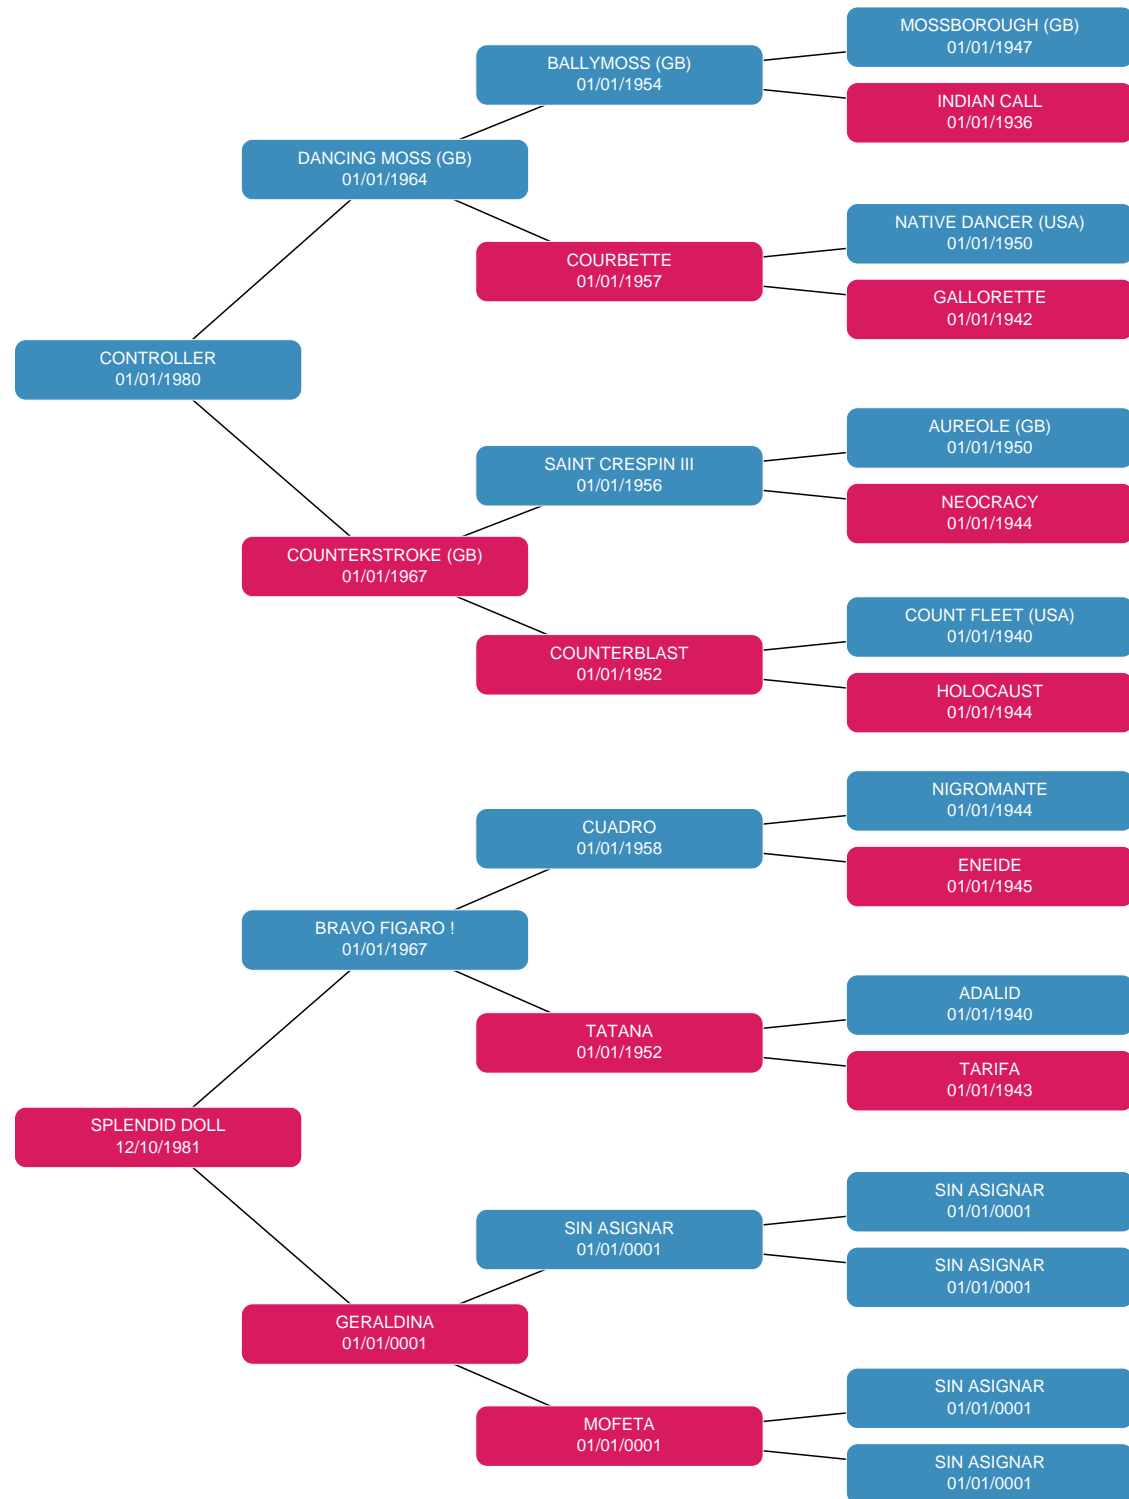 MOSSBOROUGH (GB)
01/01/1947
BALLYMOSS (GB)
01/01/1954
INDIAN CALL
01/01/1936
DANCING MOSS (GB)
01/01/1964
NATIVE DANCER (USA)
01/01/1950
COURBETTE
01/01/1957
GALLORETTE
01/01/1942
CONTROLLER
01/01/1980
AUREOLE (GB)
01/01/1950
SAINT CRESPIN III
01/01/1956
NEOCRACY
01/01/1944
COUNTERSTROKE (GB)
01/01/1967
COUNT FLEET (USA)
01/01/1940
COUNTERBLAST
01/01/1952
HOLOCAUST
01/01/1944
NIGROMANTE
01/01/1944
CUADRO
01/01/1958
ENEIDE
01/01/1945
BRAVO FIGARO !
01/01/1967
ADALID
01/01/1940
TATANA
01/01/1952
TARIFA
01/01/1943
SPLENDID DOLL
12/10/1981
SIN ASIGNAR
01/01/0001
SIN ASIGNAR
01/01/0001
SIN ASIGNAR
01/01/0001
GERALDINA
01/01/0001
SIN ASIGNAR
01/01/0001
MOFETA
01/01/0001
SIN ASIGNAR
01/01/0001